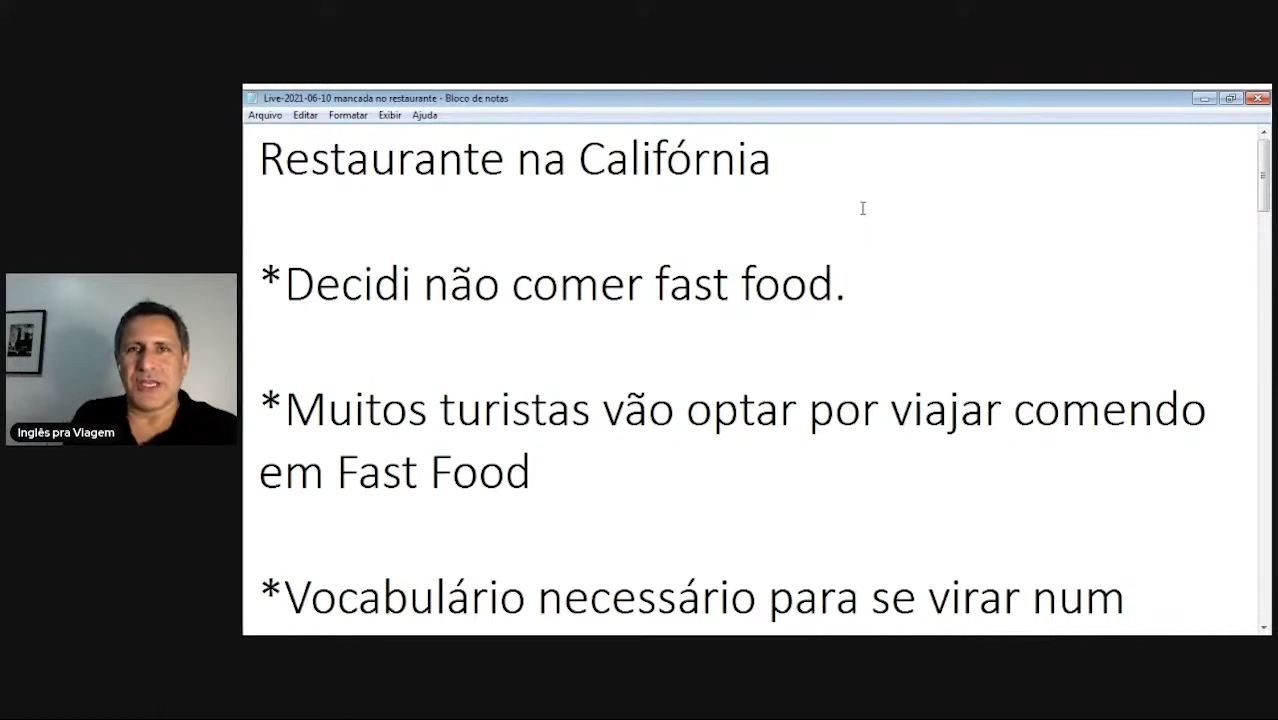 Live-2021-06-10 mancada no restaurante - Bloco de notas
Arquivo Editar Formatar Exibir Ajuda
Restaurante na Califórnia
*Decidi não comer fast food.
*Muitos turistas vão optar por viajar comendo
em Fast Food
*Vocabulário necessário para se virar num
Inglês pra Viagem